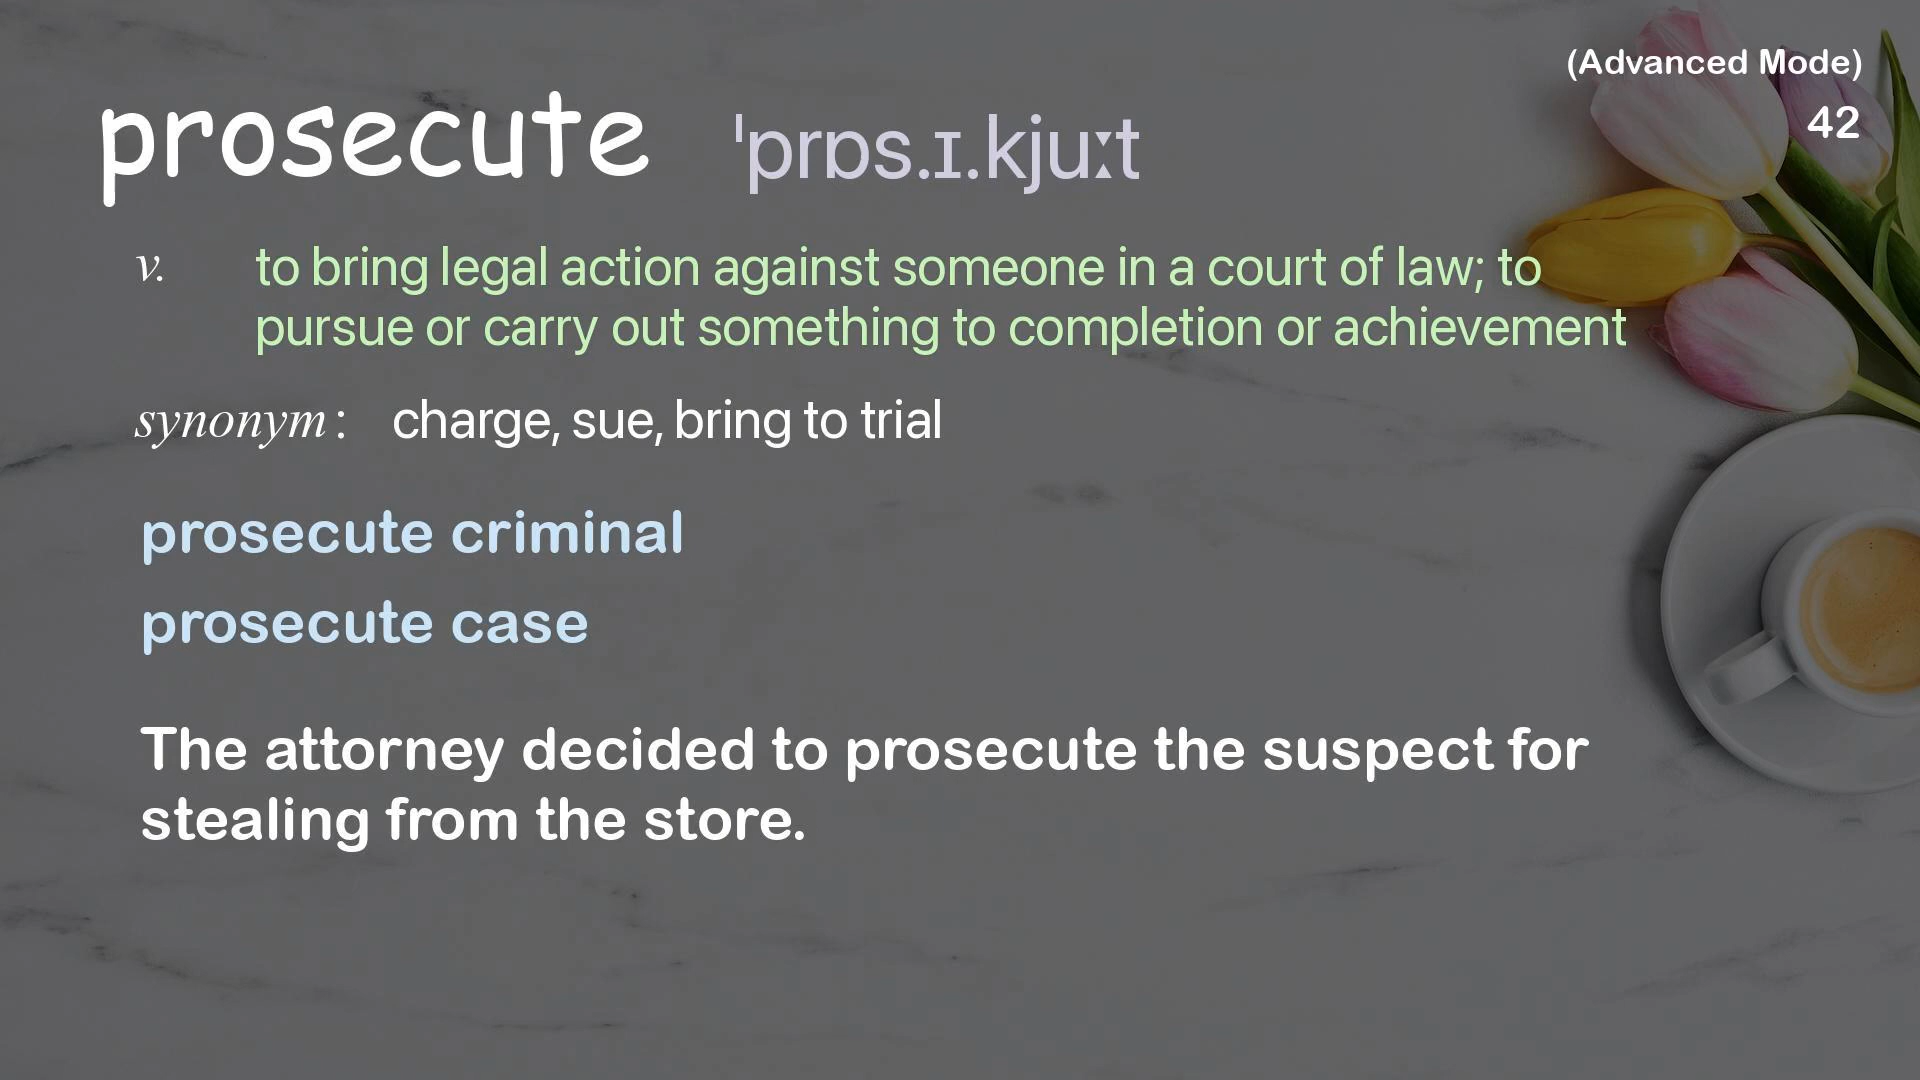 (Advanced Mode)
prosecute ˈprɒs.ɪ.kjuːt
42
v. to bring legal action against someone in a court of law; to
pursue or carry out something to completion or achievement
synonym: charge, sue, bring to trial
prosecute criminal
prosecute case
The attorney decided to prosecute the suspect for
stealing from the store.